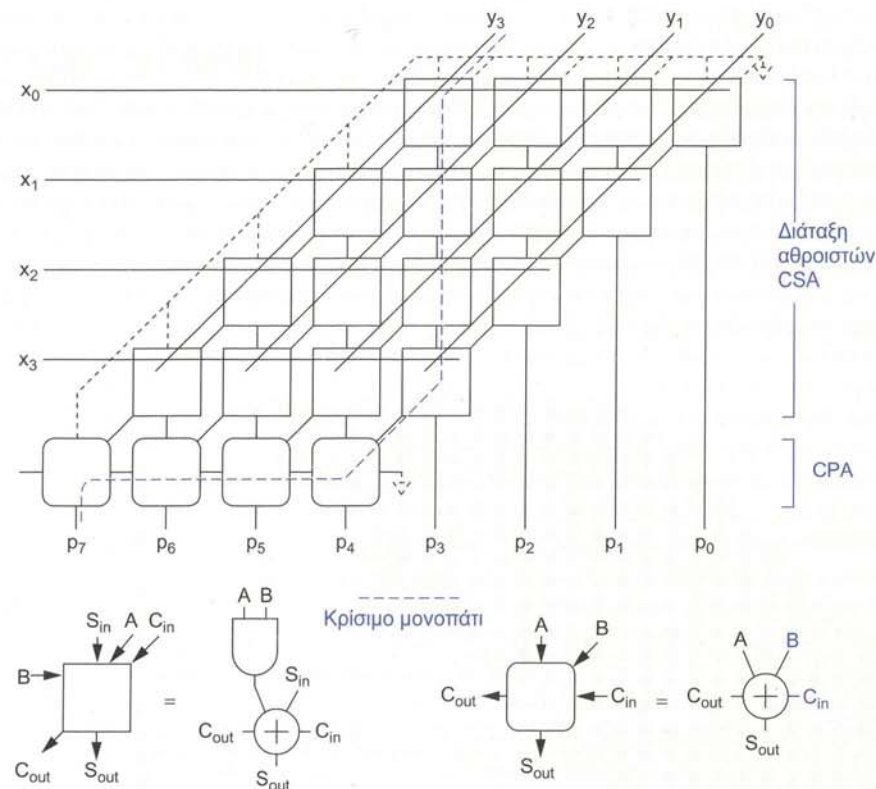 y3 y2 y1 y0
x0
x1
x2
x3
Διάταξη
αθροιστών
CSA
CPA
p7 p6 p5 p4 p3 p2 p1 p0
Κρίσιμο μονοπάτι
A B
Sin A Cin
B
=
Sin
Cout Cin
Cout Sout
Sout
A B
Cout Cin
=
A B
Cout Cin
Sout
Sout